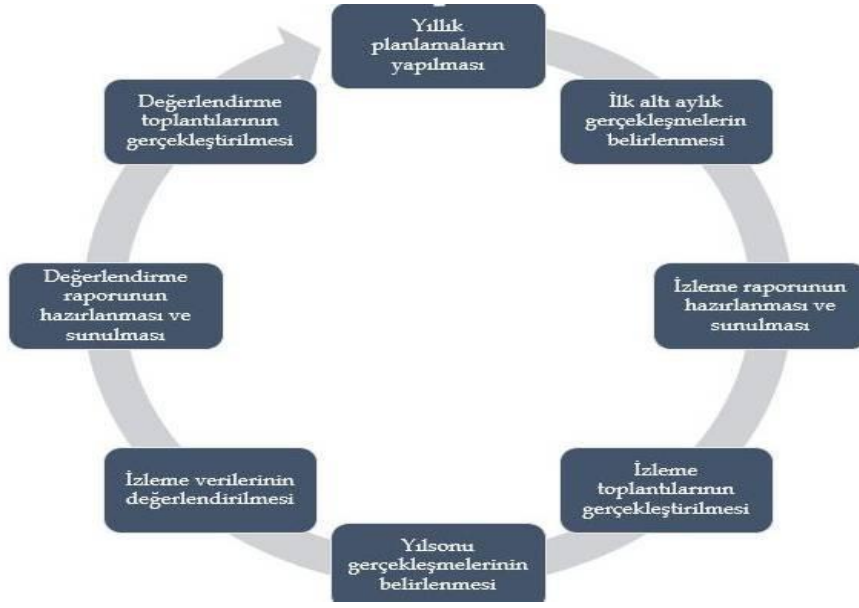 Yıllık
planlamaların
yapılması
İlk altı aylık
gerçekleşmelerin
belirlenmesi
İzleme raporunun
hazırlanması ve
sunulması
İzleme
toplantılarının
gerçekleştirilmesi
Yılsonu
gerçekleşmelerinin
belirlenmesi
İzleme verilerinin
değerlendirilmesi
Değerlendirme
raporunun
hazırlanması ve
sunulması
Değerlendirme
toplantılarının
gerçekleştirilmesi